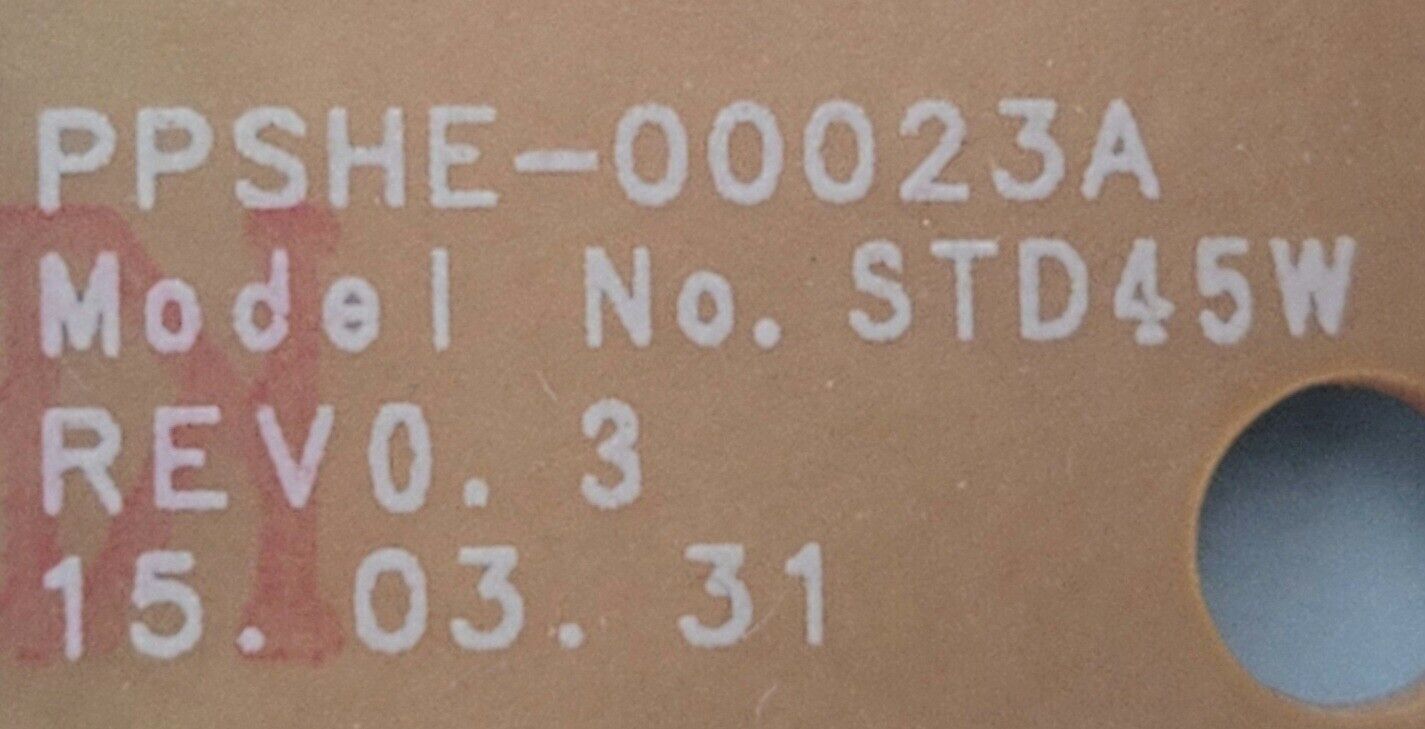 PPSHE-00023A
Model No. STD45W
REV0. 3
15. 03. 31